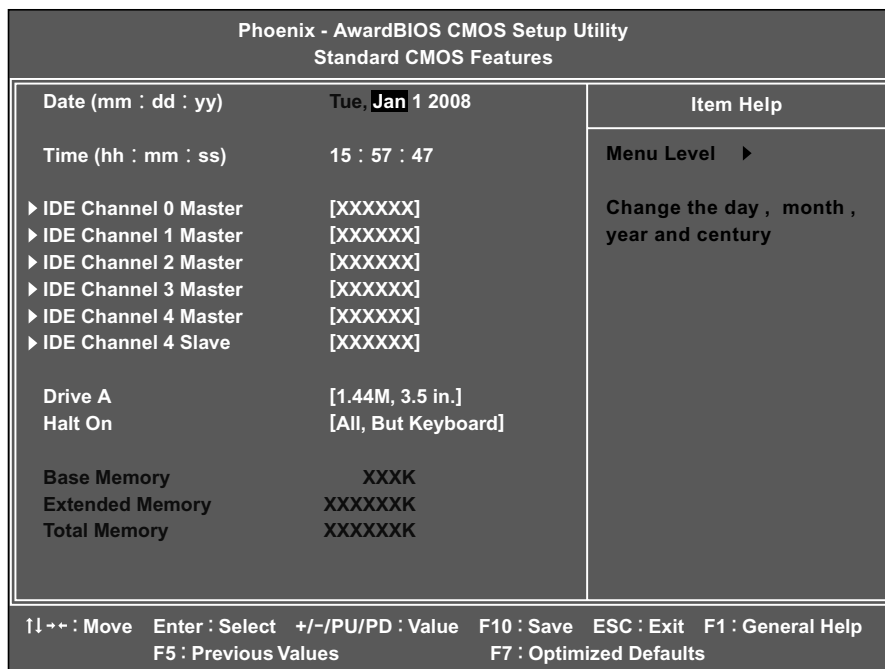 Phoenix - AwardBIOS CMOS Setup Utility
Standard CMOS Features
Date (mm : dd : yy) Tue, Jan 1 2008
Time (hh : mm : ss) 15 : 57 : 47
IDE Channel 0 Master [XXXXXX]
IDE Channel 1 Master [XXXXXX]
IDE Channel 2 Master [XXXXXX]
IDE Channel 3 Master [XXXXXX]
IDE Channel 4 Master [XXXXXX]
IDE Channel 4 Slave [XXXXXX]
Drive A [1.44M, 3.5 in.]
Halt On [All, But Keyboard]
Base Memory XXXK
Extended Memory XXXXXXK
Total Memory XXXXXXK
Item Help
Menu Level ▶
Change the day , month ,
year and century
↑↓→← : Move Enter : Select +/-/PU/PD : Value F10 : Save ESC : Exit F1 : General Help
F5 : Previous Values F7 : Optimized Defaults